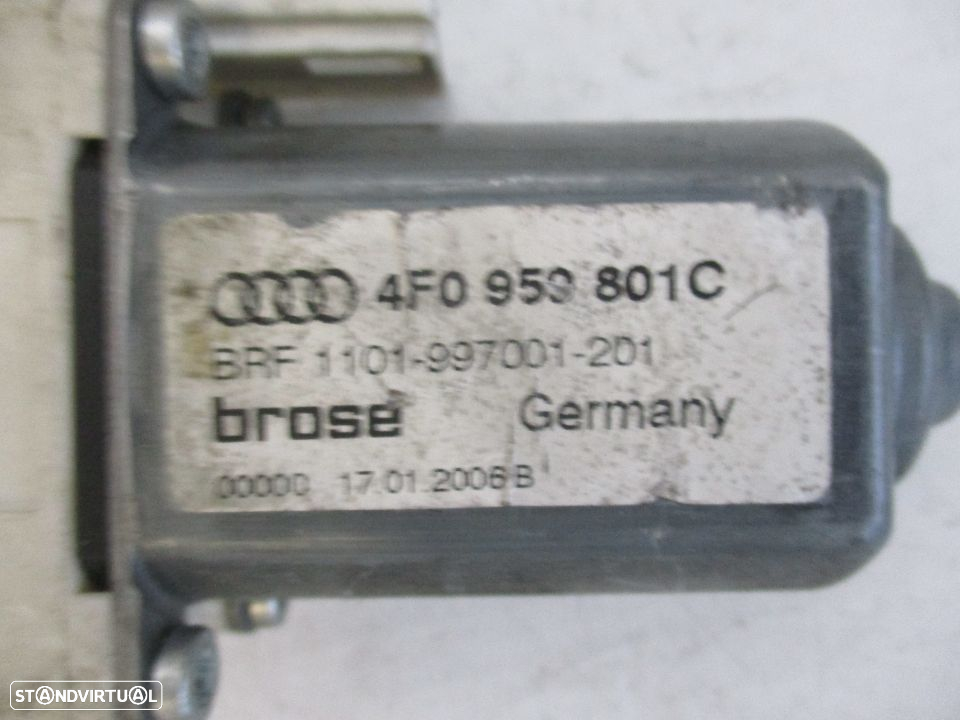 4F0 959 801C
BRF 1101-997001-201
brose Germany
00000 17.01.2006 B
STANDVIRTUAL